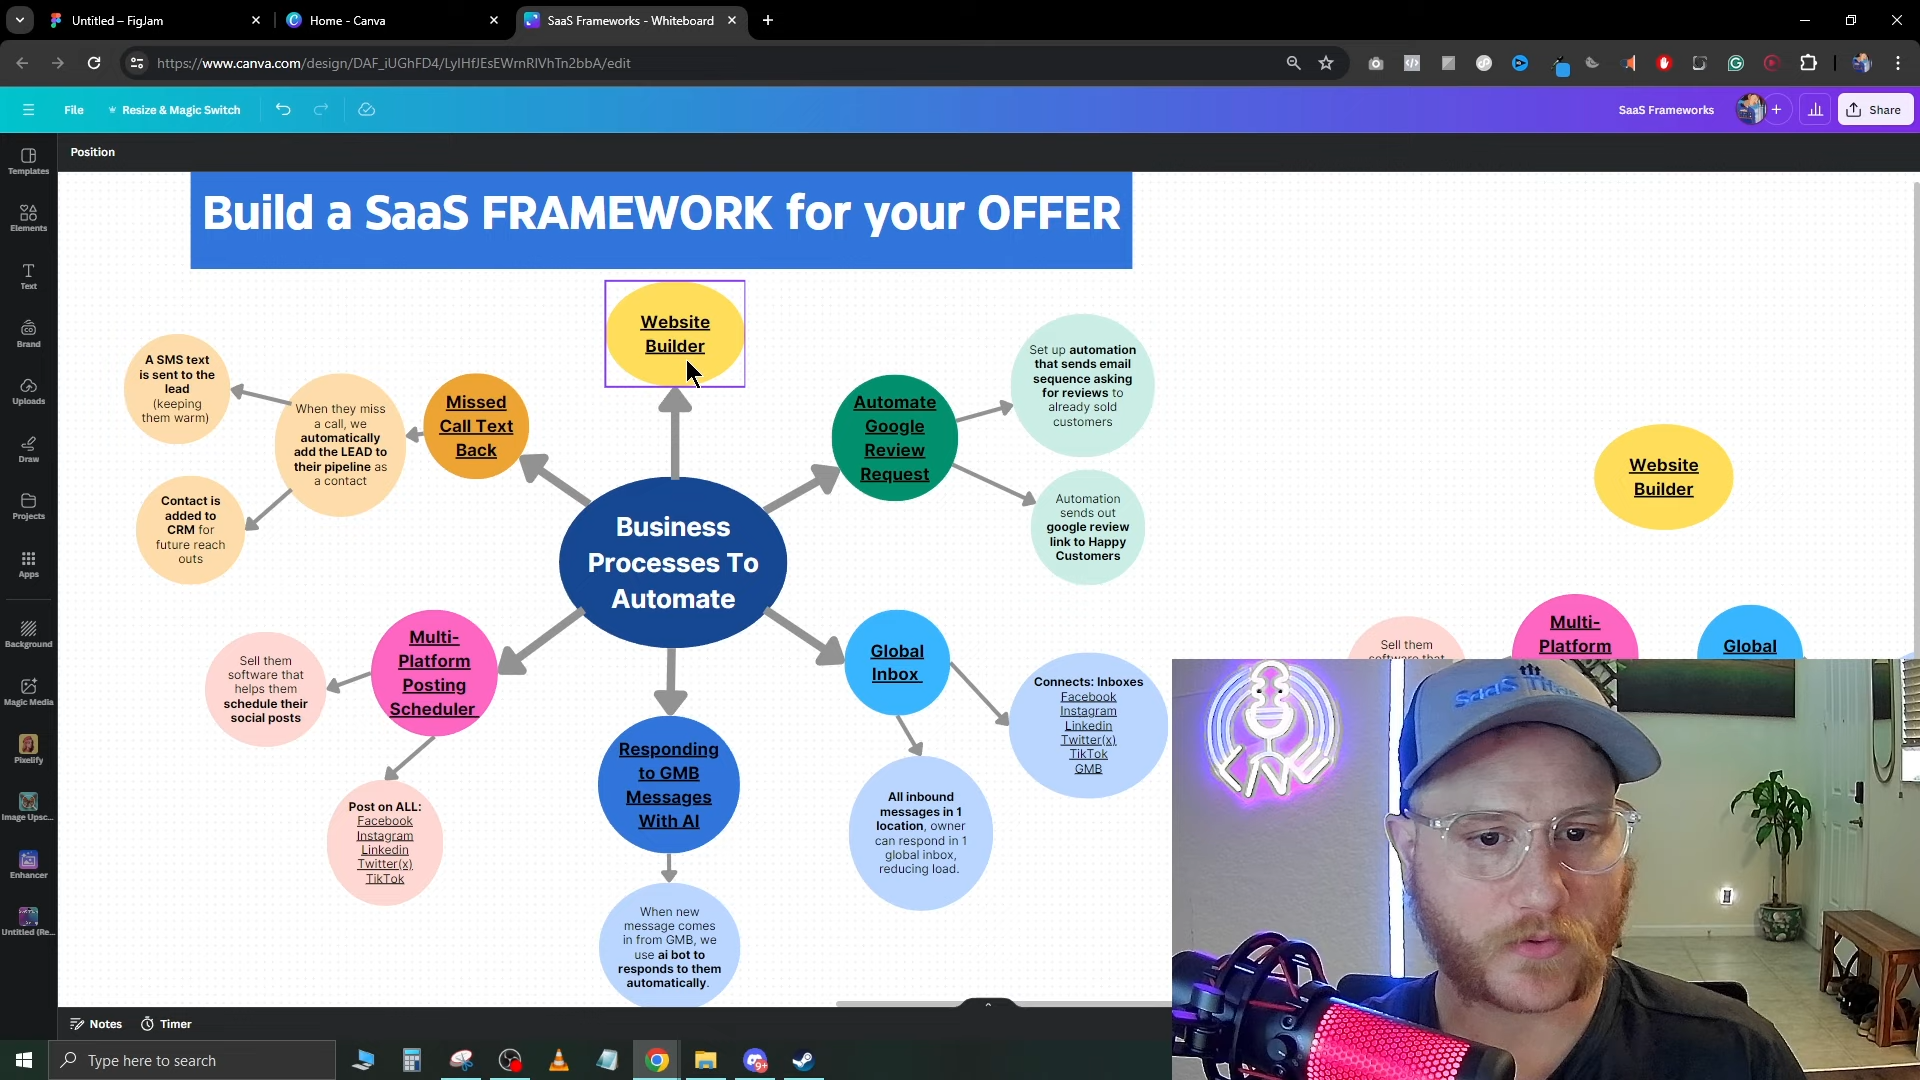 Untitled – FigJam
Home - Canva
SaaS Frameworks - Whiteboard
https://www.canva.com/design/DAF_iUGhFD4/LylHfJEsEWrnRlVhTn2bbA/edit
File
Resize & Magic Switch
SaaS Frameworks
Share
Position
Templates
Elements
Text
Brand
Uploads
Draw
Projects
Apps
Background
Magic Media
Pixelify
Image Upsc...
Enhancer
Untitled (Re...
Build a SaaS FRAMEWORK for your OFFER
Website
Builder
A SMS text
is sent to the
lead
(keeping
them warm)
When they miss
a call, we
automatically
add the LEAD to
their pipeline as
a contact
Missed
Call Text
Back
Contact is
added to
CRM for
future reach
outs
Automate
Google
Review
Request
Set up automation
that sends email
sequence asking
for reviews to
already sold
customers
Automation
sends out
google review
link to Happy
Customers
Business
Processes To
Automate
Website
Builder
Multi-
Platform
Posting
Scheduler
Sell them
software that
helps them
schedule their
social posts
Post on ALL:
Facebook
Instagram
Linkedin
Twitter(x)
TikTok
Responding
to GMB
Messages
With AI
When new
message comes
in from GMB, we
use ai bot to
responds to them
automatically.
Global
Inbox
Connects: Inboxes
Facebook
Instagram
Linkedin
Twitter(x)
TikTok
GMB
All inbound
messages in 1
location, owner
can respond in 1
global inbox,
reducing load.
Sell them
software that
Multi-
Platform
Global
SaaS
Notes
Timer
Type here to search
9+